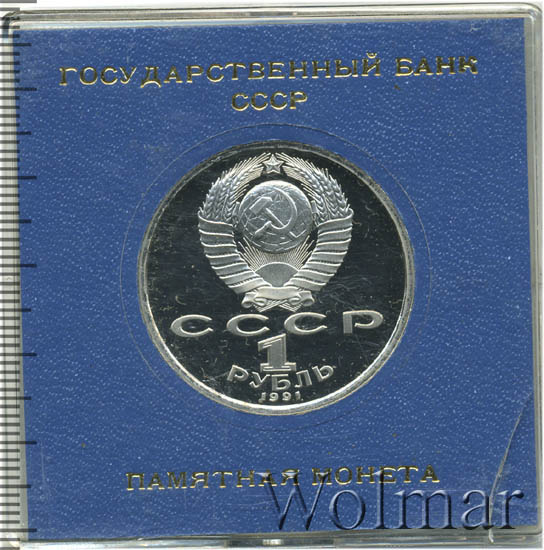 ГОСУДАРСТВЕННЫЙ БАНК
СССР
СССР
1
РУБЛЬ
1991
ПАМЯТНАЯ МОНЕТА
Wolmar